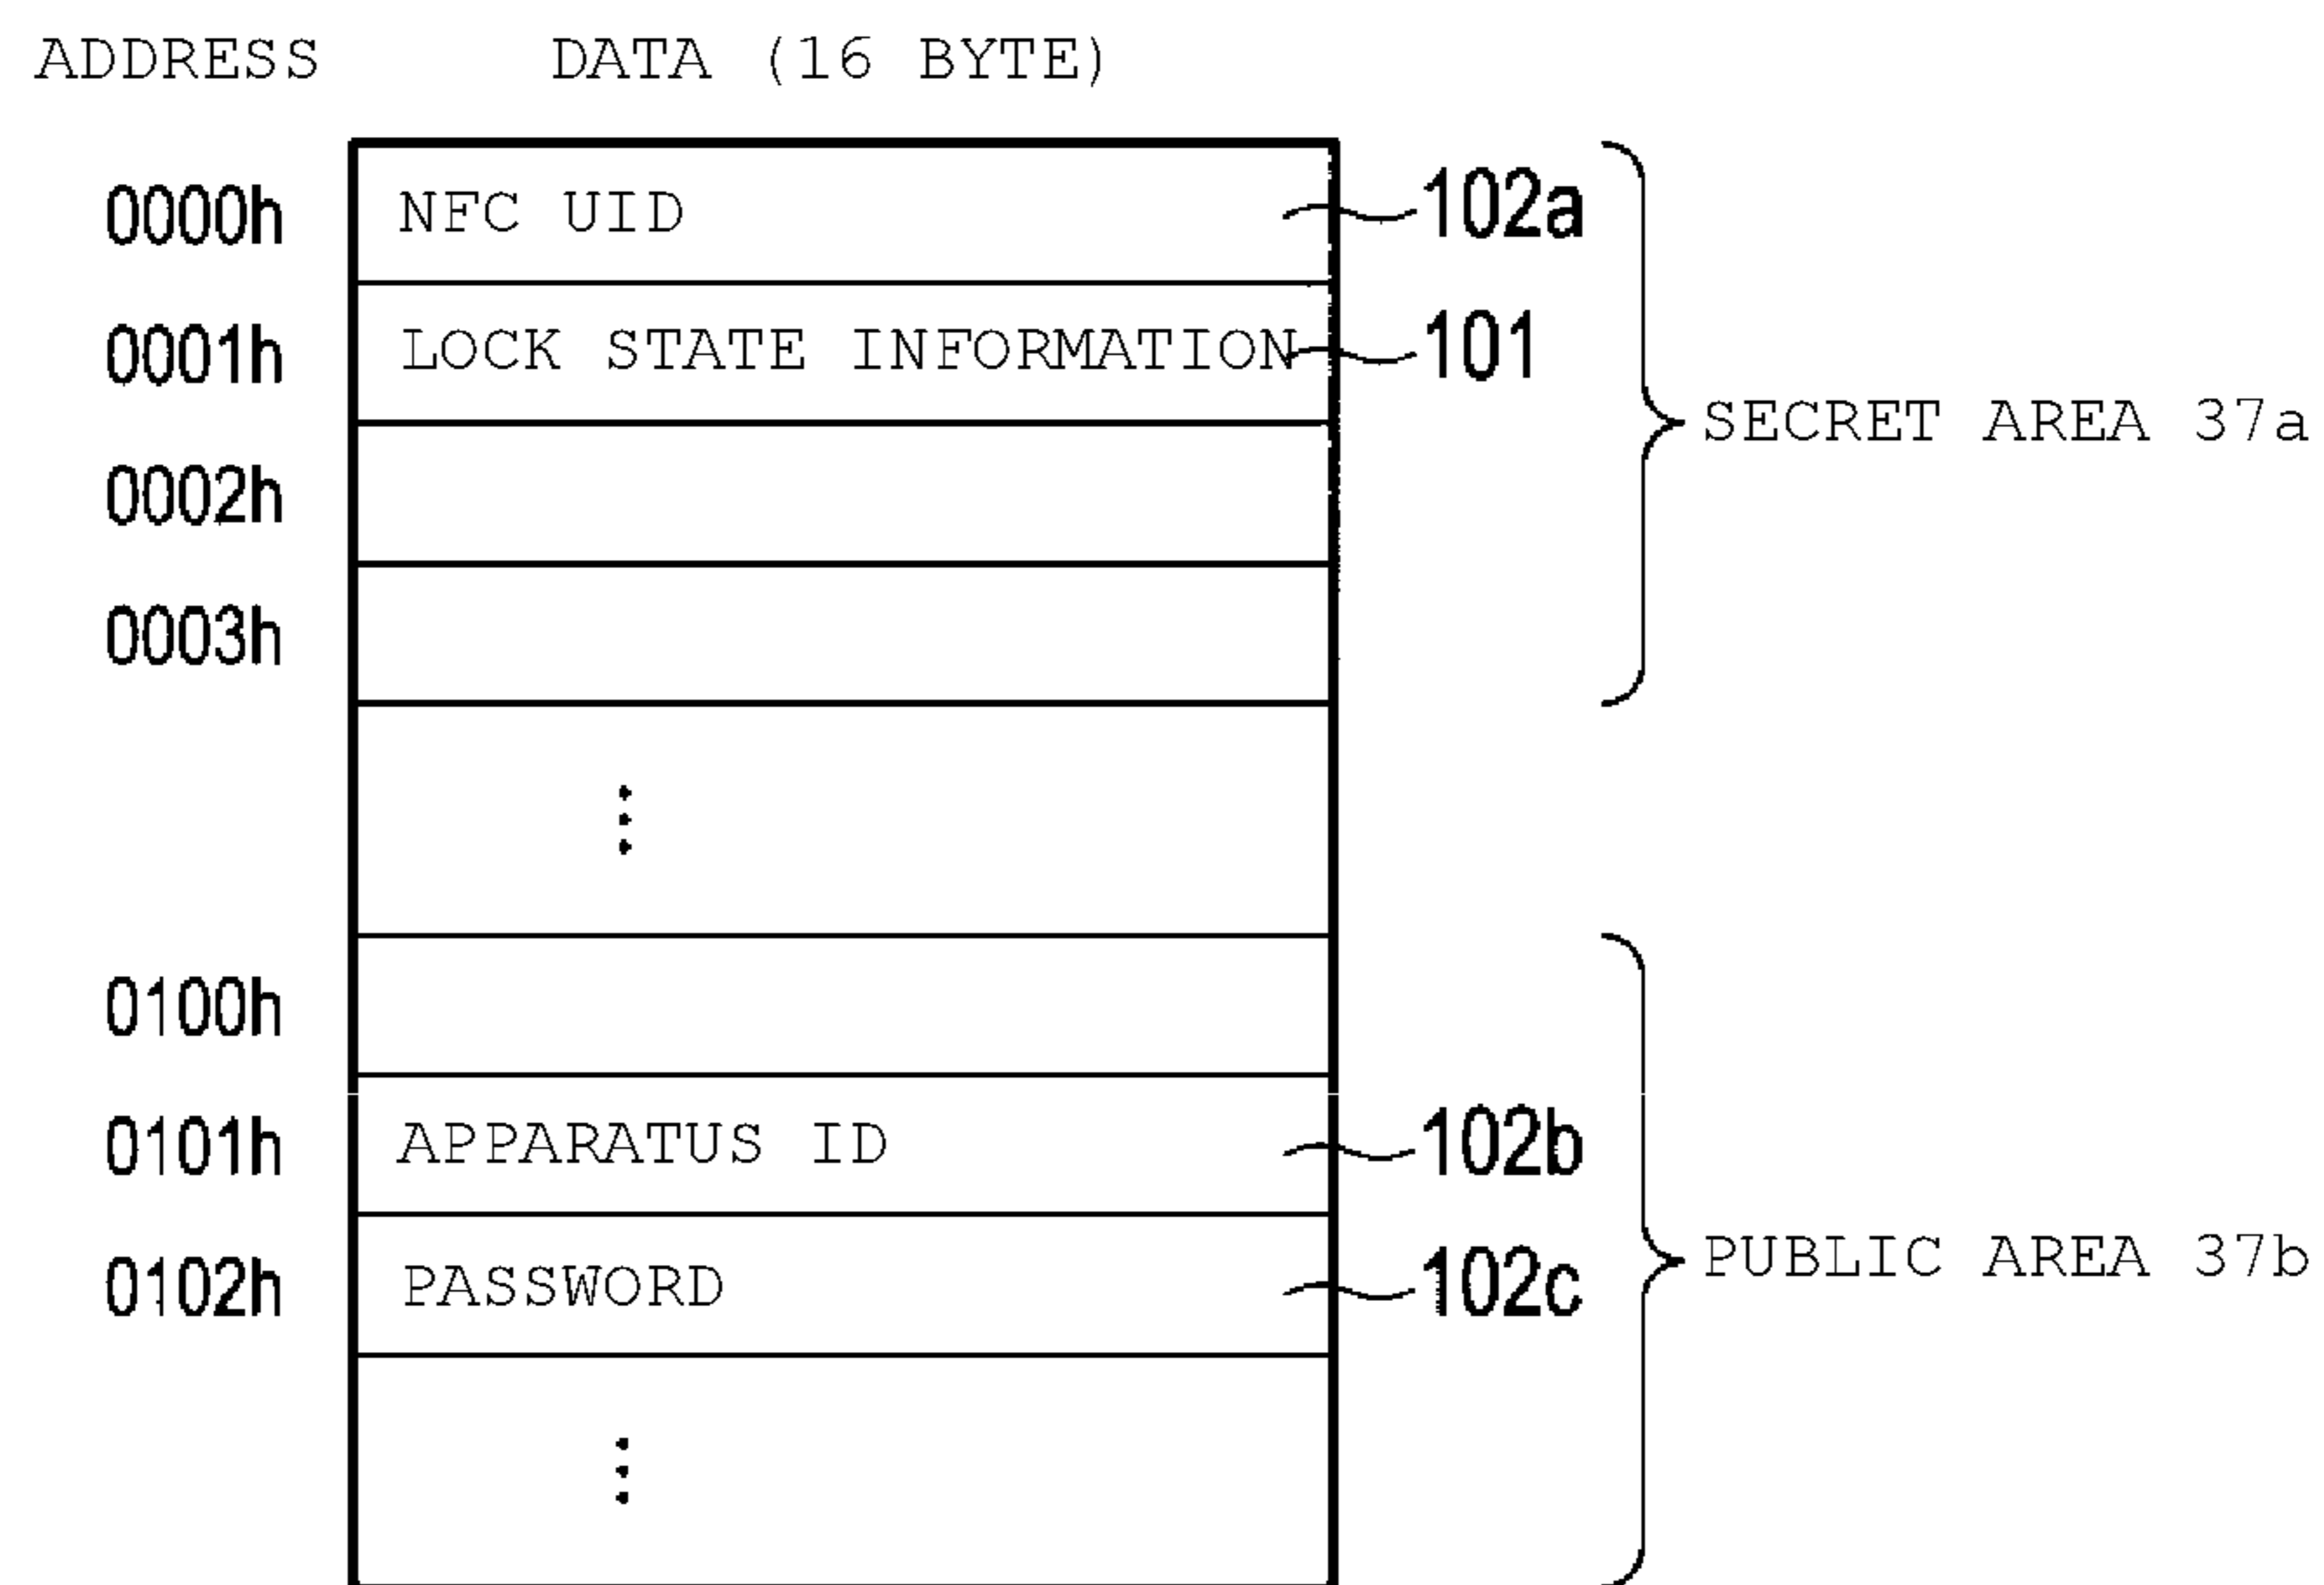 ADDRESS DATA (16 BYTE)
0000h NFC UID 102a
0001h LOCK STATE INFORMATION 101
SECRET AREA 37a
0002h
0003h
0100h
0101h APPARATUS ID 102b
PUBLIC AREA 37b
0102h PASSWORD 102c